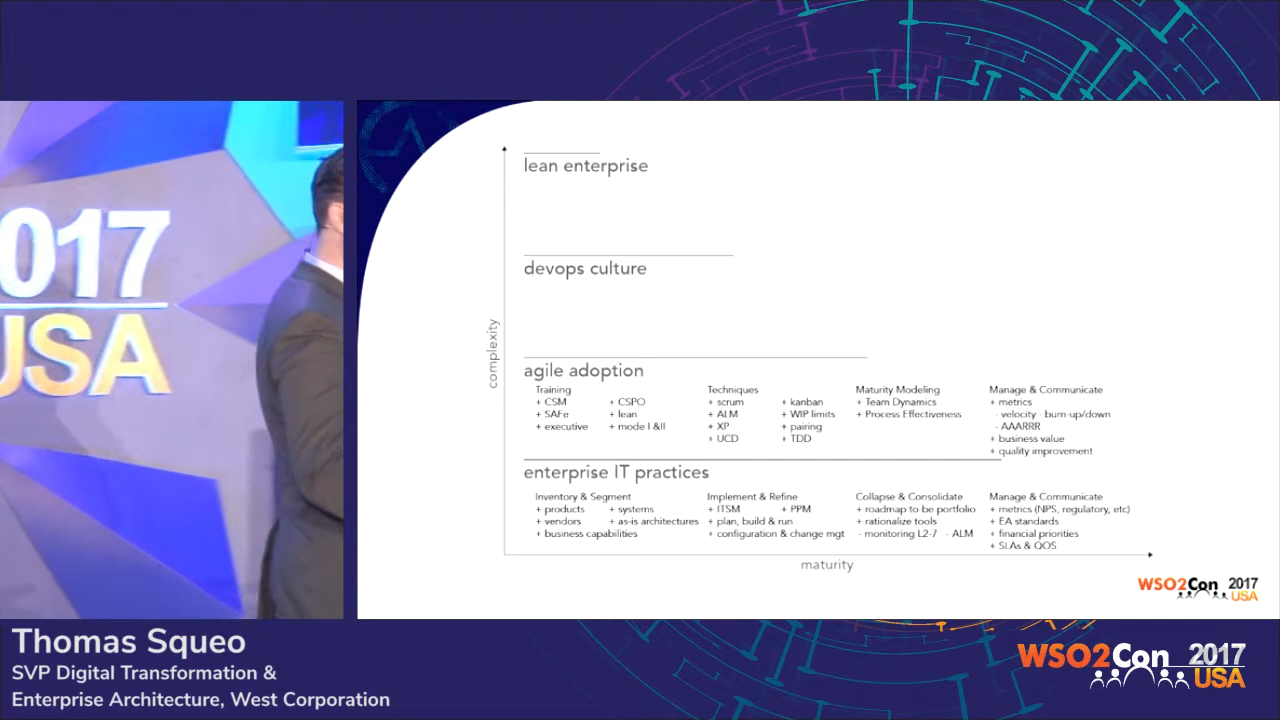 017
USA
lean enterprise
devops culture
agile adoption
Training
+ CSM + CSPO
+ SAFe + lean
+ executive + mode I &II
Techniques
+ scrum + kanban
+ ALM + WIP limits
+ XP + pairing
+ UCD + TDD
Maturity Modeling
+ Team Dynamics
+ Process Effectiveness
Manage & Communicate
+ metrics
- velocity - burn-up/down
- AAARRR
+ business value
+ quality improvement
enterprise IT practices
Inventory & Segment
+ products + systems
+ vendors + as-is architectures
+ business capabilities
Implement & Refine
+ ITSM + PPM
+ plan, build & run
+ configuration & change mgt
Collapse & Consolidate
+ roadmap to-be portfolio
+ rationalize tools
- monitoring L2-7 - ALM
Manage & Communicate
+ metrics (NPS, regulatory, etc)
+ EA standards
+ financial priorities
+ SLAs & QOS
complexity
maturity
WSO2Con 2017
USA
Thomas Squeo
SVP Digital Transformation &
Enterprise Architecture, West Corporation
WSO2Con 2017
USA